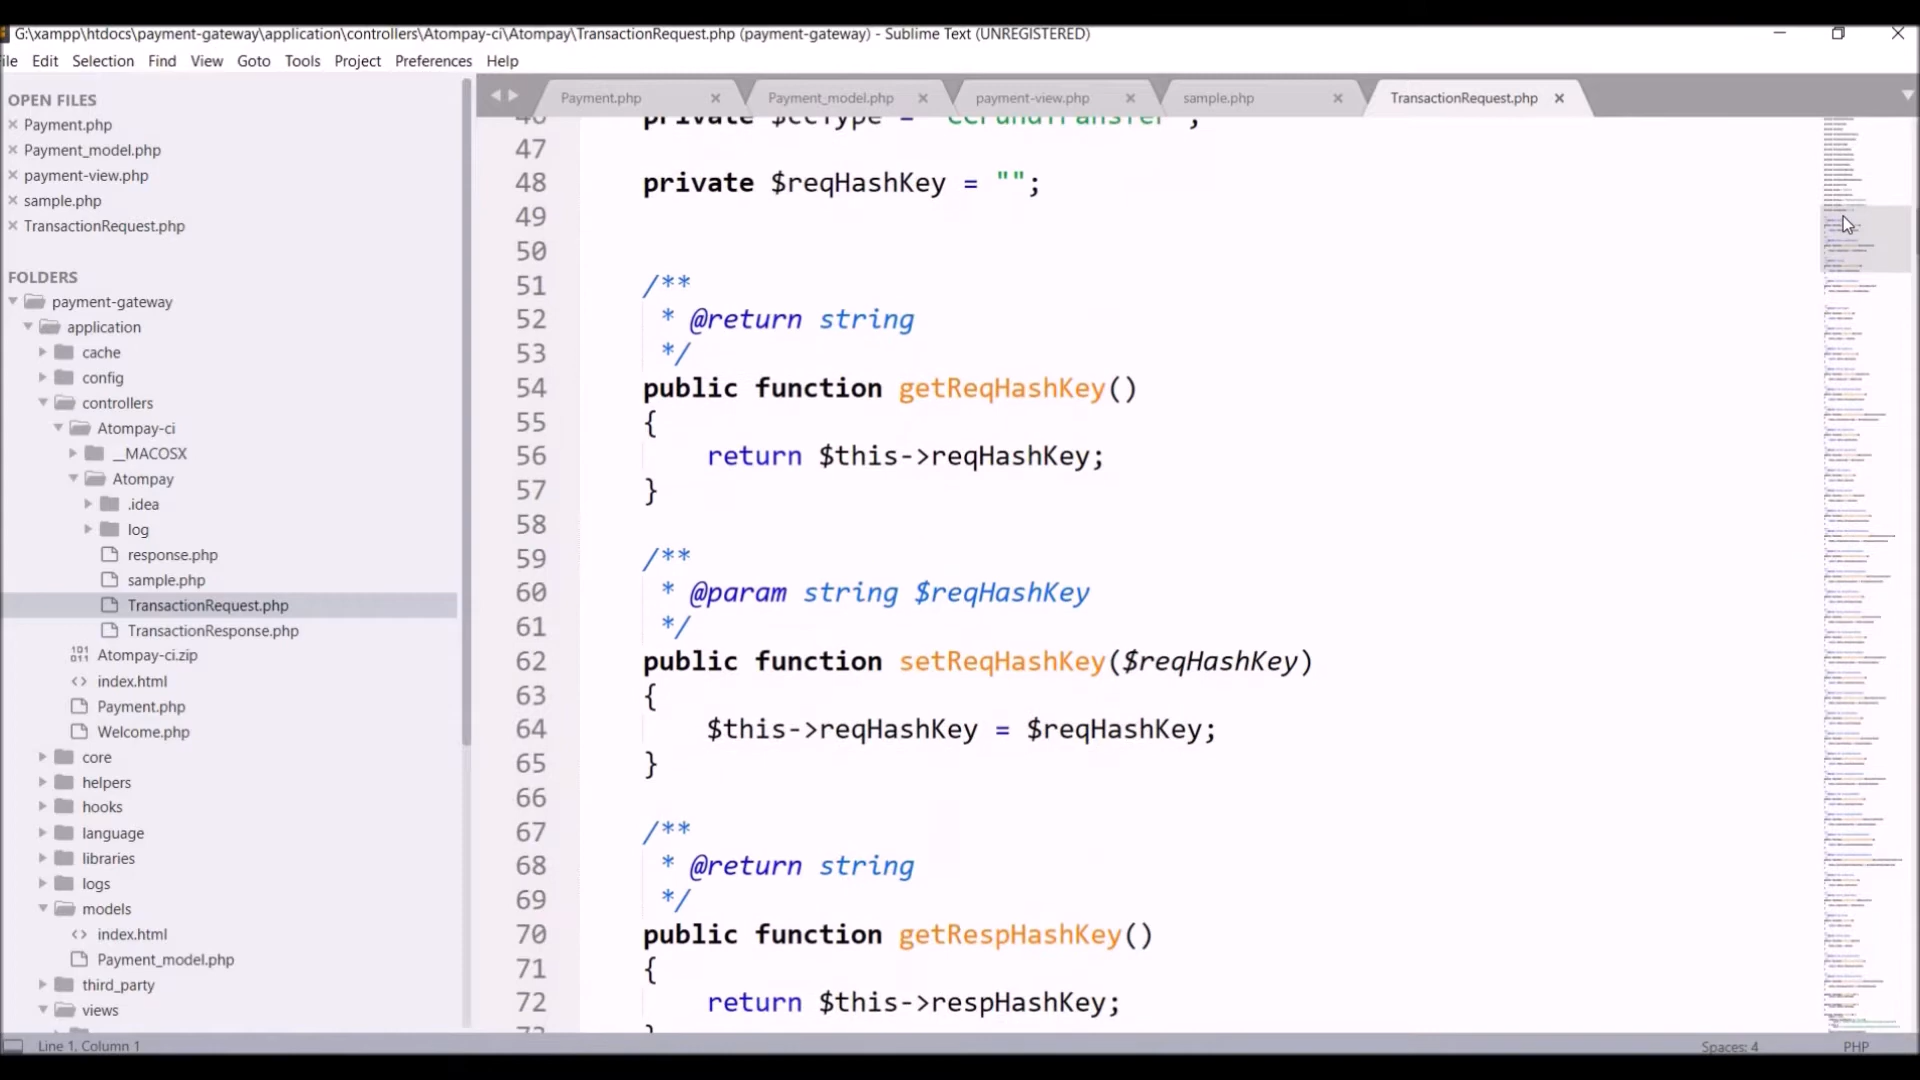 G:\xampp\htdocs\payment-gateway\application\controllers\Atompay-ci\Atompay\TransactionRequest.php (payment-gateway) - Sublime Text (UNREGISTERED)
ile Edit Selection Find View Goto Tools Project Preferences Help
OPEN FILES
Payment.php
Payment_model.php
payment-view.php
sample.php
TransactionRequest.php
FOLDERS
payment-gateway
application
cache
config
controllers
Atompay-ci
__MACOSX
Atompay
.idea
log
response.php
sample.php
TransactionRequest.php
TransactionResponse.php
Atompay-ci.zip
index.html
Payment.php
Welcome.php
core
helpers
hooks
language
libraries
logs
models
index.html
Payment_model.php
third_party
views
Payment.php Payment_model.php payment-view.php sample.php TransactionRequest.php
46 private $ccType = "CCFundTransfer";
47
48 private $reqHashKey = "";
49
50
51 /**
52 * @return string
53 */
54 public function getReqHashKey()
55 {
56 return $this->reqHashKey;
57 }
58
59 /**
60 * @param string $reqHashKey
61 */
62 public function setReqHashKey($reqHashKey)
63 {
64 $this->reqHashKey = $reqHashKey;
65 }
66
67 /**
68 * @return string
69 */
70 public function getRespHashKey()
71 {
72 return $this->respHashKey;
73 }
Line 1, Column 1 Spaces: 4 PHP